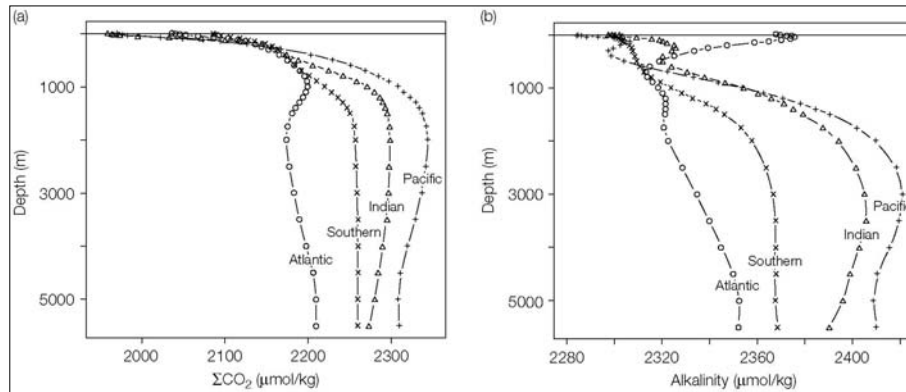 (a)
Depth (m)
1000
3000
5000
Pacific
Indian
Southern
Atlantic
2000
2100
2200
2300
ΣCO₂ (μmol/kg)
(b)
Depth (m)
1000
3000
5000
Pacific
Indian
Southern
Atlantic
2280
2320
2360
2400
Alkalinity (μmol/kg)